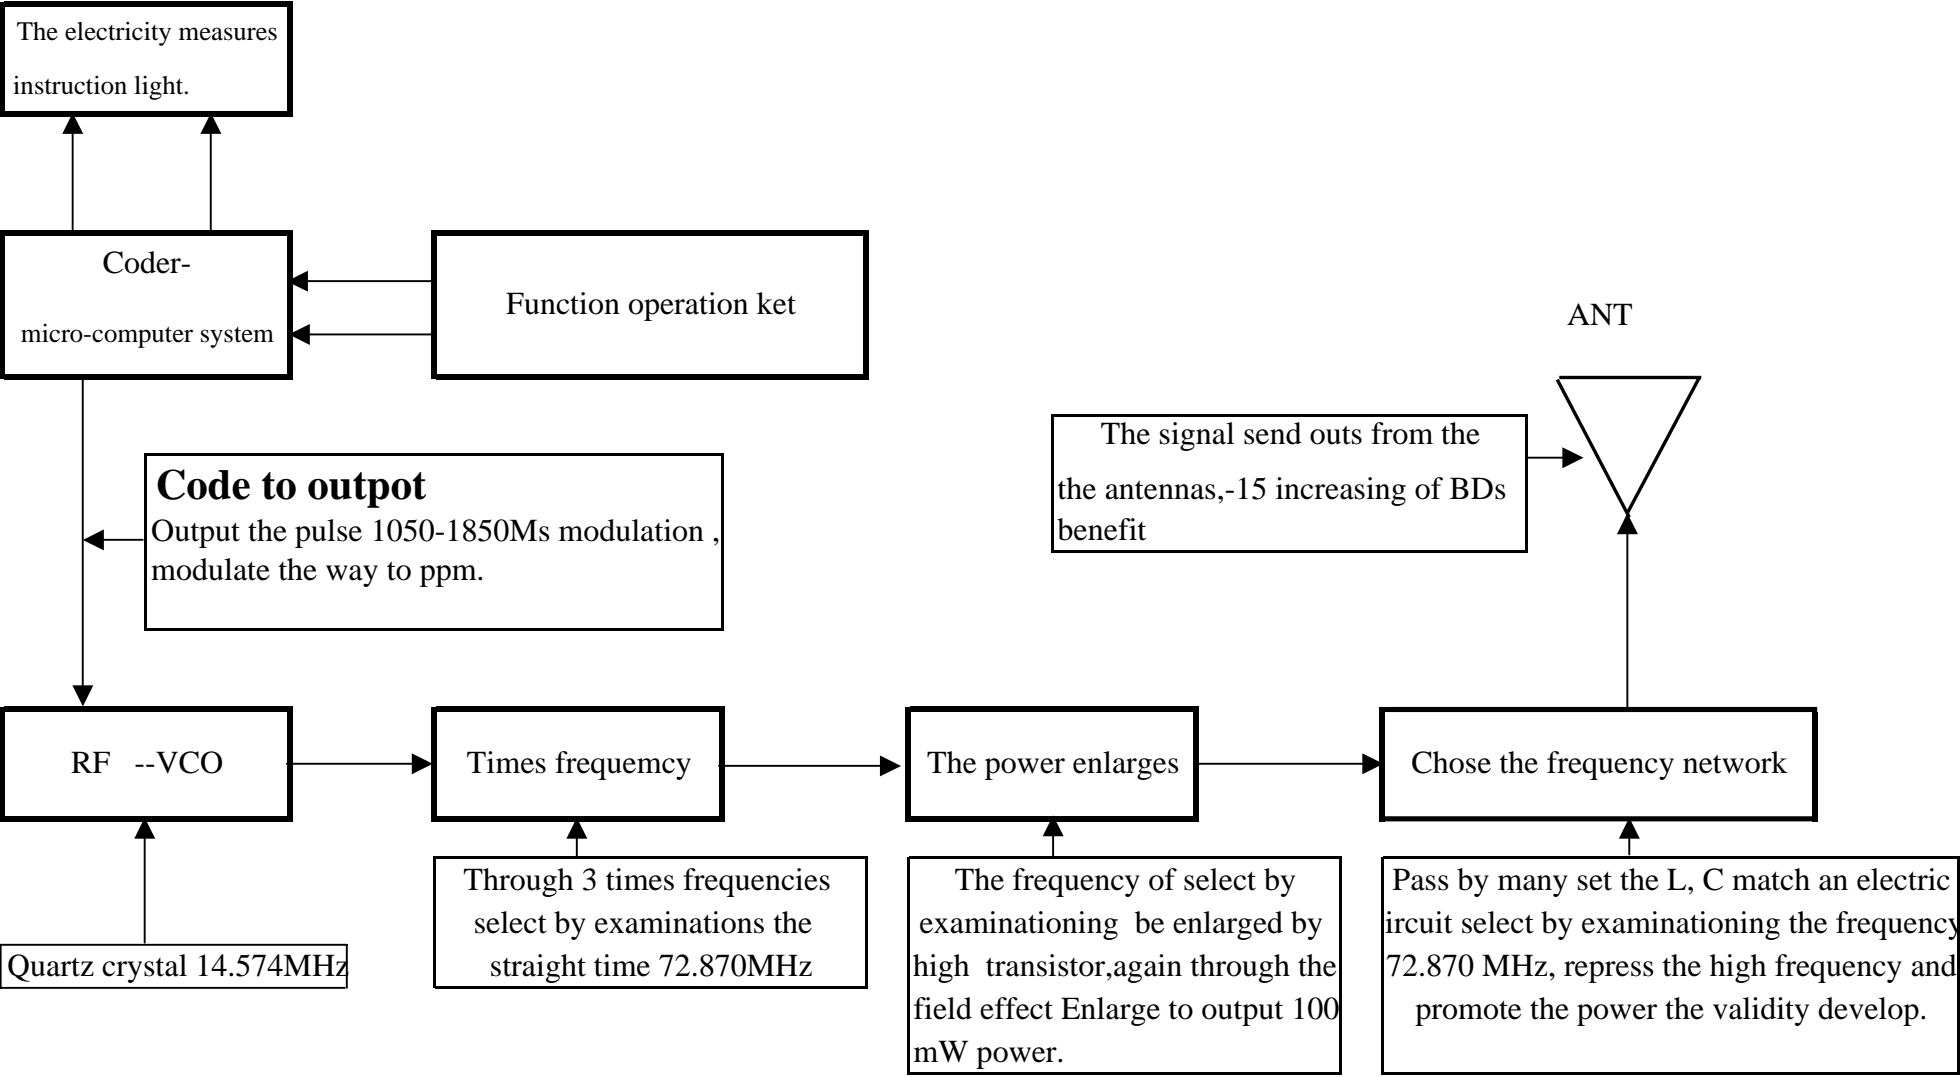 The electricity measures
instruction light.
Coder-
micro-computer system
Function operation ket
ANT
The signal send outs from the
the antennas,-15 increasing of BDs
benefit
Code to outpot
Output the pulse 1050-1850Ms modulation ,
modulate the way to ppm.
RF --VCO
Times frequemcy
The power enlarges
Chose the frequency network
Quartz crystal 14.574MHz
Through 3 times frequencies
select by examinations the
straight time 72.870MHz
The frequency of select by
examinationing be enlarged by
high transistor,again through the
field effect Enlarge to output 100
mW power.
Pass by many set the L, C match an electric
ircuit select by examinationing the frequency
72.870 MHz, repress the high frequency and
promote the power the validity develop.